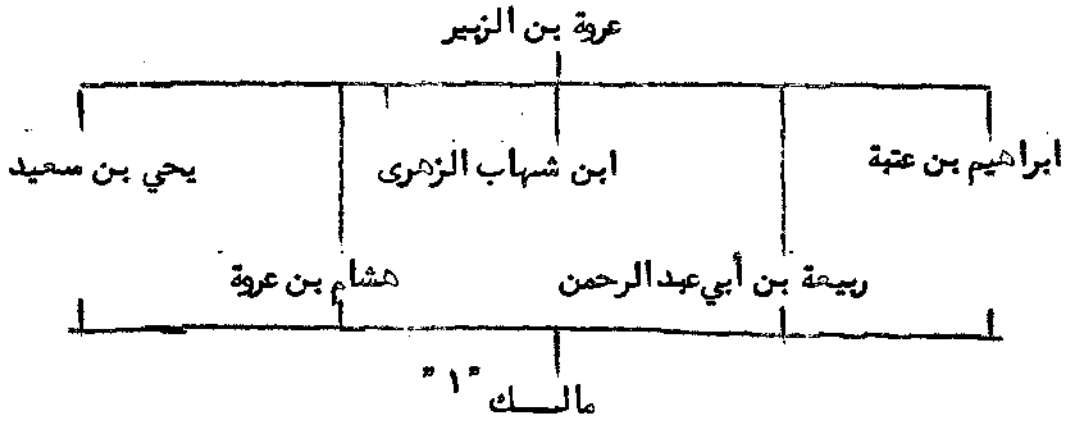 عروة بن الزبير
ابراهيم بن عتبة ابن شهاب الزهرى يحي بن سعيد
ربيعة بن أبي عبد الرحمن هشام بن عروة
مالـــك "١"